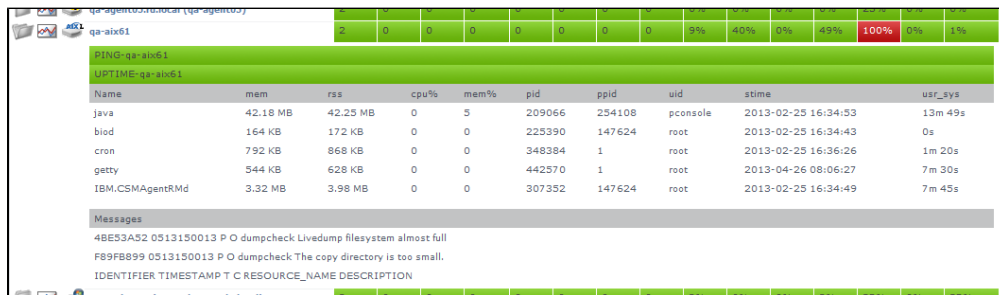 qa-agent03.rd.local (qa-agent03)
AIX1 qa-aix61 2 0 0 0 0 0 0 0 9% 40% 0% 49% 100% 0% 1%
PING-qa-aix61
UPTIME-qa-aix61
Name mem rss cpu% mem% pid ppid uid stime usr_sys
java 42.18 MB 42.25 MB 0 5 209066 254108 pconsole 2013-02-25 16:34:53 13m 49s
biod 164 KB 172 KB 0 0 225390 147624 root 2013-02-25 16:34:43 0s
cron 792 KB 868 KB 0 0 348384 1 root 2013-02-25 16:36:26 1m 20s
getty 544 KB 628 KB 0 0 442570 1 root 2013-04-26 08:06:27 7m 30s
IBM.CSMAgentRMd 3.32 MB 3.98 MB 0 0 307352 147624 root 2013-02-25 16:34:49 7m 45s
Messages
4BE53A52 0513150013 P O dumpcheck Livedump filesystem almost full
F89FB899 0513150013 P O dumpcheck The copy directory is too small.
IDENTIFIER TIMESTAMP T C RESOURCE_NAME DESCRIPTION